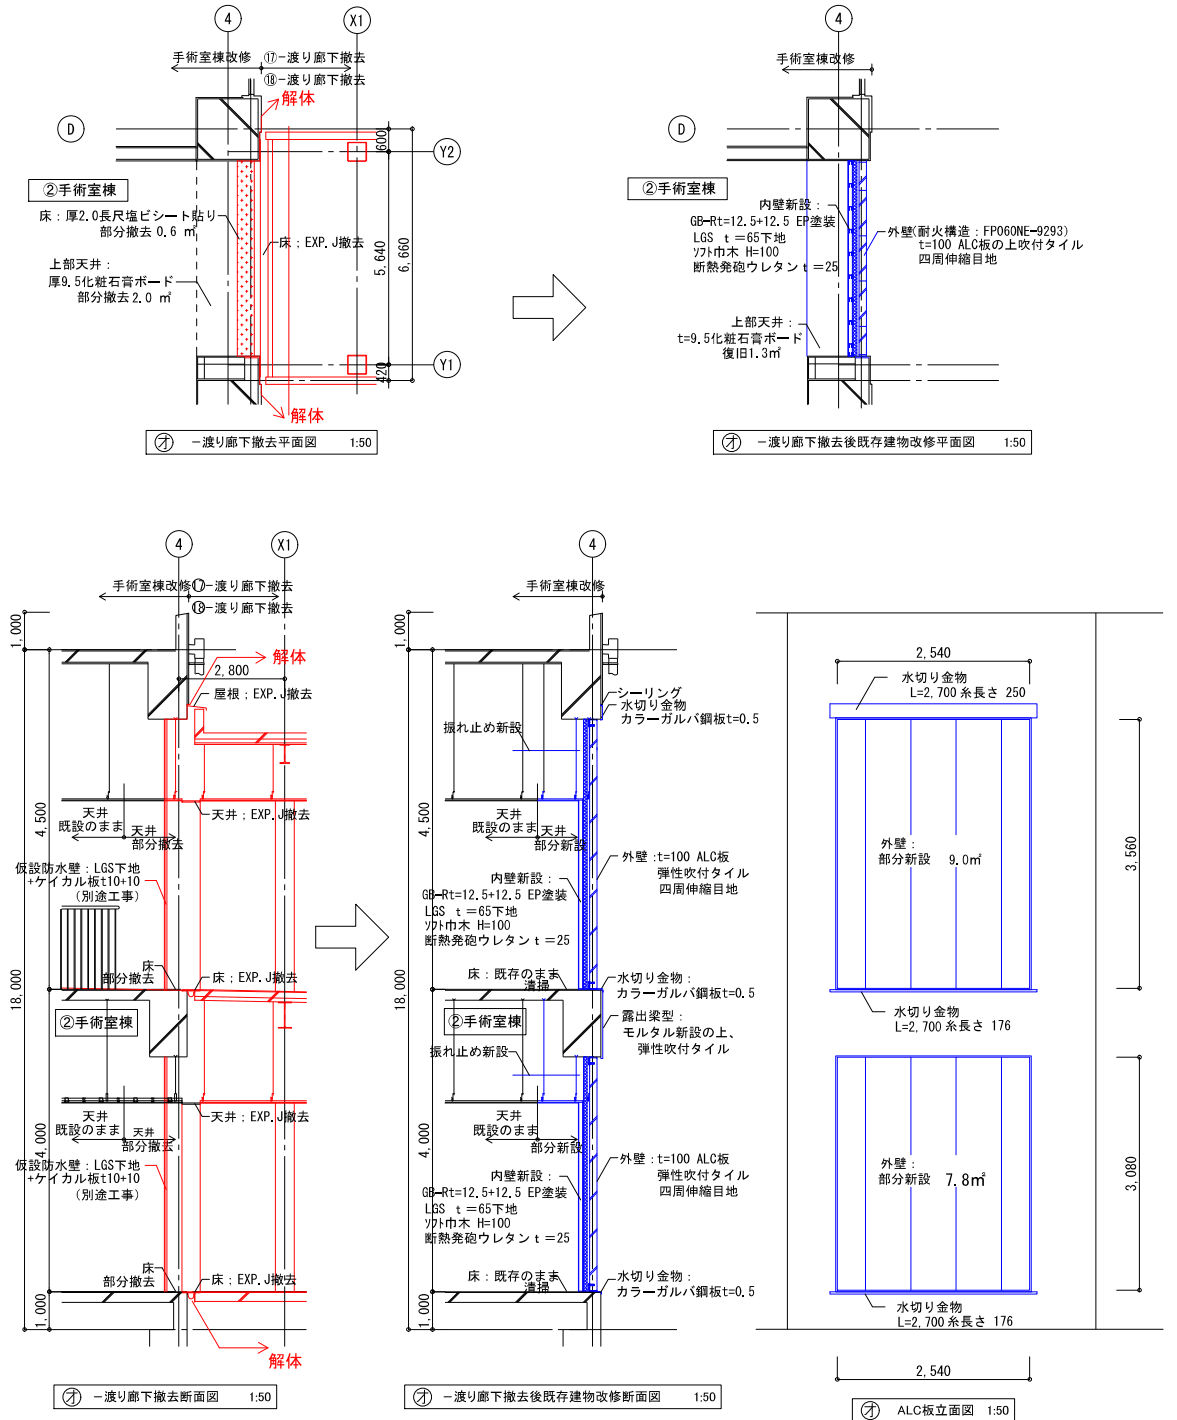 4
X1
手術室棟改修
⑰-渡り廊下撤去
⑱-渡り廊下撤去
解体
D
600
Y2
②手術室棟
床：厚2.0長尺塩ビシート貼り
部分撤去 0.6 ㎡
床；EXP.J撤去
5,640
6,660
上部天井：
厚9.5化粧石膏ボード
部分撤去2.0 ㎡
Y1
420
解体
オ -渡り廊下撤去平面図 1:50
4
手術室棟改修
D
②手術室棟
内壁新設：
GB-Rt=12.5+12.5 EP塗装
LGS t=65下地
ソフト巾木 H=100
断熱発砲ウレタンt=25
外壁(耐火構造：FP060NE-9293)
t=100 ALC板の上吹付タイル
四周伸縮目地
上部天井：
t=9.5化粧石膏ボード
復旧1.3㎡
オ -渡り廊下撤去後既存建物改修平面図 1:50
4
X1
手術室棟改修
⑰-渡り廊下撤去
⑱-渡り廊下撤去
1,000
解体
2,800
屋根；EXP.J撤去
4,500
天井；EXP.J撤去
天井
既設のまま
天井
部分撤去
仮設防水壁：LGS下地
+ケイカル板t10+10
(別途工事)
床
部分撤去
床；EXP.J撤去
18,000
②手術室棟
天井；EXP.J撤去
天井
既設のまま
天井
部分撤去
4,000
仮設防水壁：LGS下地
+ケイカル板t10+10
(別途工事)
床
部分撤去
床；EXP.J撤去
1,000
解体
オ -渡り廊下撤去断面図 1:50
4
手術室棟改修
1,000
シーリング
水切り金物
カラーガルバ鋼板t=0.5
振れ止め新設
4,500
天井
既設のまま
天井
部分新設
外壁：t=100 ALC板
弾性吹付タイル
四周伸縮目地
内壁新設：
GB-Rt=12.5+12.5 EP塗装
LGS t=65下地
ソフト巾木 H=100
断熱発砲ウレタンt=25
床：既存のまま
清掃
水切り金物：
カラーガルバ鋼板t=0.5
18,000
②手術室棟
露出梁型：
モルタル新設の上、
弾性吹付タイル
振れ止め新設
天井
既設のまま
天井
部分新設
4,000
外壁：t=100 ALC板
弾性吹付タイル
四周伸縮目地
内壁新設：
GB-Rt=12.5+12.5 EP塗装
LGS t=65下地
ソフト巾木 H=100
断熱発砲ウレタンt=25
床：既存のまま
清掃
水切り金物：
カラーガルバ鋼板t=0.5
1,000
オ -渡り廊下撤去後既存建物改修断面図 1:50
2,540
水切り金物
L=2,700 糸長さ 250
外壁：
部分新設 9.0㎡
3,560
水切り金物
L=2,700 糸長さ 176
外壁：
部分新設 7.8㎡
3,080
水切り金物
L=2,700 糸長さ 176
2,540
オ ALC板立面図 1:50